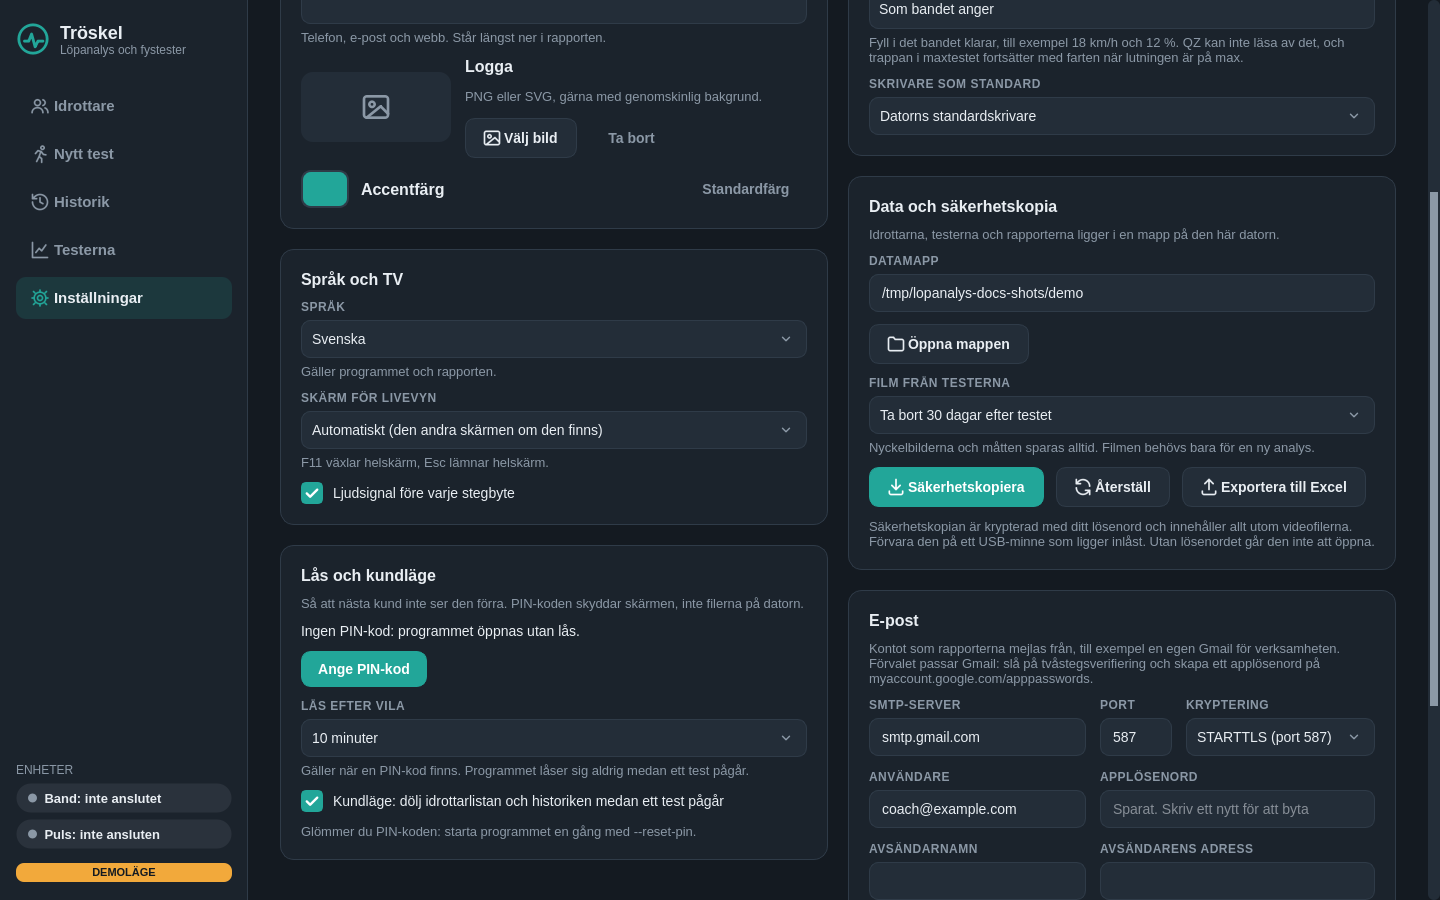 Tröskel
Löpanalys och fystester
Idrottare
Nytt test
Historik
Testerna
Inställningar
ENHETER
Band: inte anslutet
Puls: inte ansluten
DEMOLÄGE
Telefon, e-post och webb. Står längst ner i rapporten.
Logga
PNG eller SVG, gärna med genomskinlig bakgrund.
Välj bild
Ta bort
Accentfärg
Standardfärg
Språk och TV
SPRÅK
Svenska
Gäller programmet och rapporten.
SKÄRM FÖR LIVEVYN
Automatiskt (den andra skärmen om den finns)
F11 växlar helskärm, Esc lämnar helskärm.
Ljudsignal före varje stegbyte
Lås och kundläge
Så att nästa kund inte ser den förra. PIN-koden skyddar skärmen, inte filerna på datorn.
Ingen PIN-kod: programmet öppnas utan lås.
Ange PIN-kod
LÅS EFTER VILA
10 minuter
Gäller när en PIN-kod finns. Programmet låser sig aldrig medan ett test pågår.
Kundläge: dölj idrottarlistan och historiken medan ett test pågår
Glömmer du PIN-koden: starta programmet en gång med --reset-pin.
Som bandet anger
Fyll i det bandet klarar, till exempel 18 km/h och 12 %. QZ kan inte läsa av det, och
trappan i maxtestet fortsätter med farten när lutningen är på max.
SKRIVARE SOM STANDARD
Datorns standardskrivare
Data och säkerhetskopia
Idrottarna, testerna och rapporterna ligger i en mapp på den här datorn.
DATAMAPP
/tmp/lopanalys-docs-shots/demo
Öppna mappen
FILM FRÅN TESTERNA
Ta bort 30 dagar efter testet
Nyckelbilderna och måtten sparas alltid. Filmen behövs bara för en ny analys.
Säkerhetskopiera
Återställ
Exportera till Excel
Säkerhetskopian är krypterad med ditt lösenord och innehåller allt utom videofilerna.
Förvara den på ett USB-minne som ligger inlåst. Utan lösenordet går den inte att öppna.
E-post
Kontot som rapporterna mejlas från, till exempel en egen Gmail för verksamheten.
Förvalet passar Gmail: slå på tvåstegsverifiering och skapa ett applösenord på
myaccount.google.com/apppasswords.
SMTP-SERVER
PORT
KRYPTERING
smtp.gmail.com
587
STARTTLS (port 587)
ANVÄNDARE
APPLÖSENORD
coach@example.com
Sparat. Skriv ett nytt för att byta
AVSÄNDARNAMN
AVSÄNDARENS ADRESS